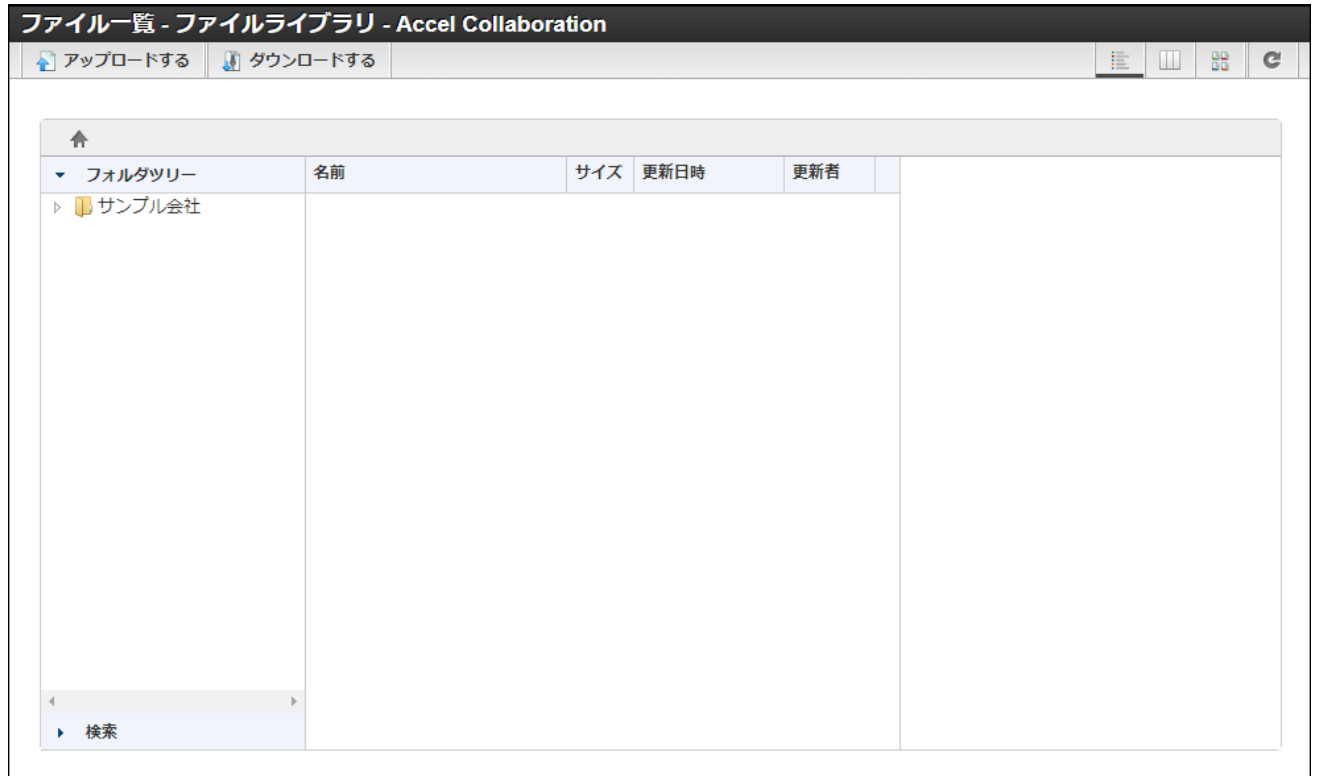 ファイル一覧 - ファイルライブラリ - Accel Collaboration
アップロードする ダウンロードする
フォルダツリー 名前 サイズ 更新日時 更新者
サンプル会社
検索